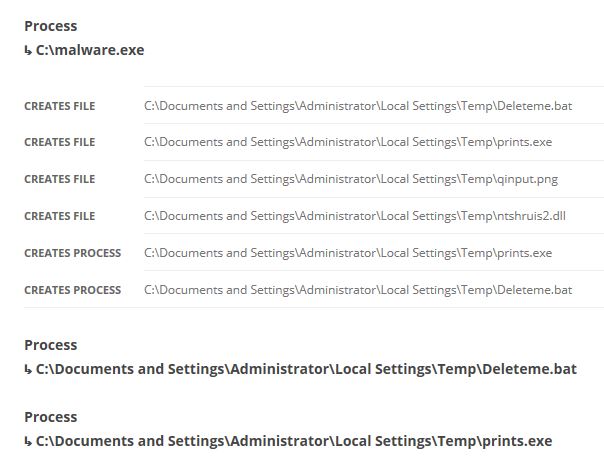 Process
↳ C:\malware.exe
CREATES FILE C:\Documents and Settings\Administrator\Local Settings\Temp\Deleteme.bat
CREATES FILE C:\Documents and Settings\Administrator\Local Settings\Temp\prints.exe
CREATES FILE C:\Documents and Settings\Administrator\Local Settings\Temp\qinput.png
CREATES FILE C:\Documents and Settings\Administrator\Local Settings\Temp\ntshruis2.dll
CREATES PROCESS C:\Documents and Settings\Administrator\Local Settings\Temp\prints.exe
CREATES PROCESS C:\Documents and Settings\Administrator\Local Settings\Temp\Deleteme.bat
Process
↳ C:\Documents and Settings\Administrator\Local Settings\Temp\Deleteme.bat
Process
↳ C:\Documents and Settings\Administrator\Local Settings\Temp\prints.exe